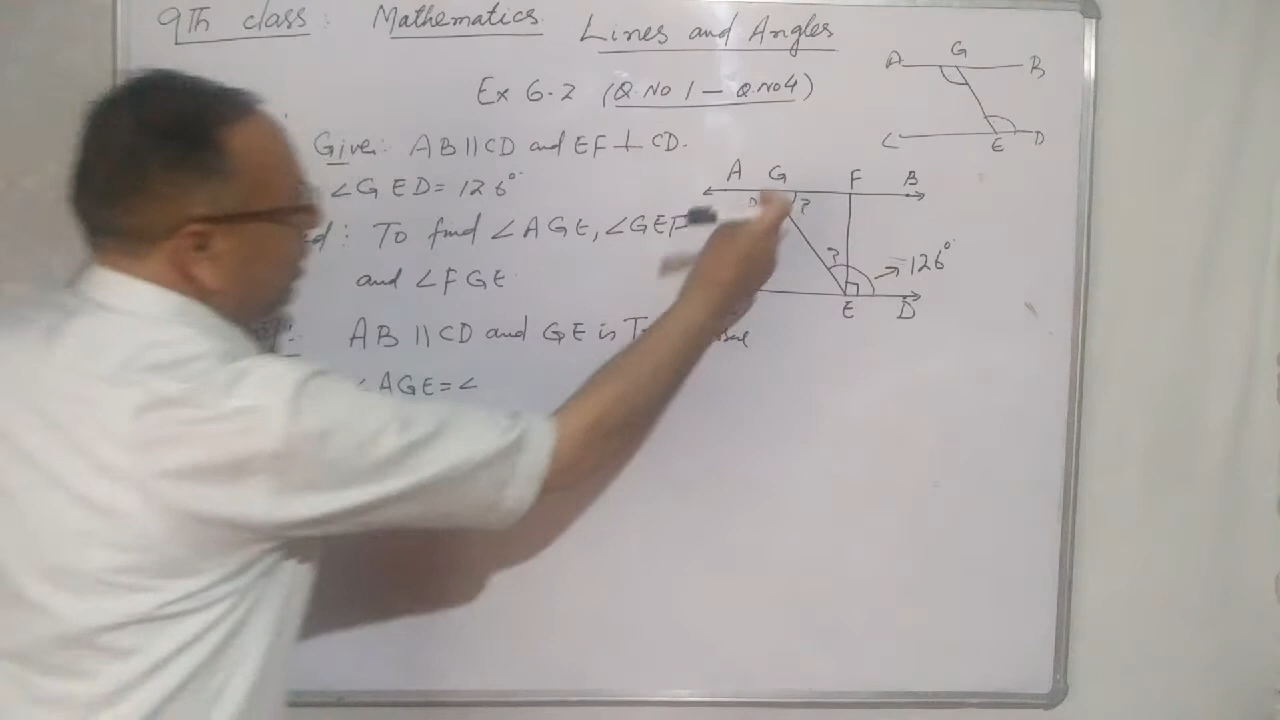 9Th class: Mathematics. Lines and Angles
Ex 6.2 (Q.No 1 - Q.No 4)
Given: AB||CD and EF⊥CD.
∠GED = 126°
To find ∠AGE, ∠GEF
and ∠FGE
AB || CD and GE is
∠AGE = ∠
A G B
C E D
A G F B
? ?
126°
E D